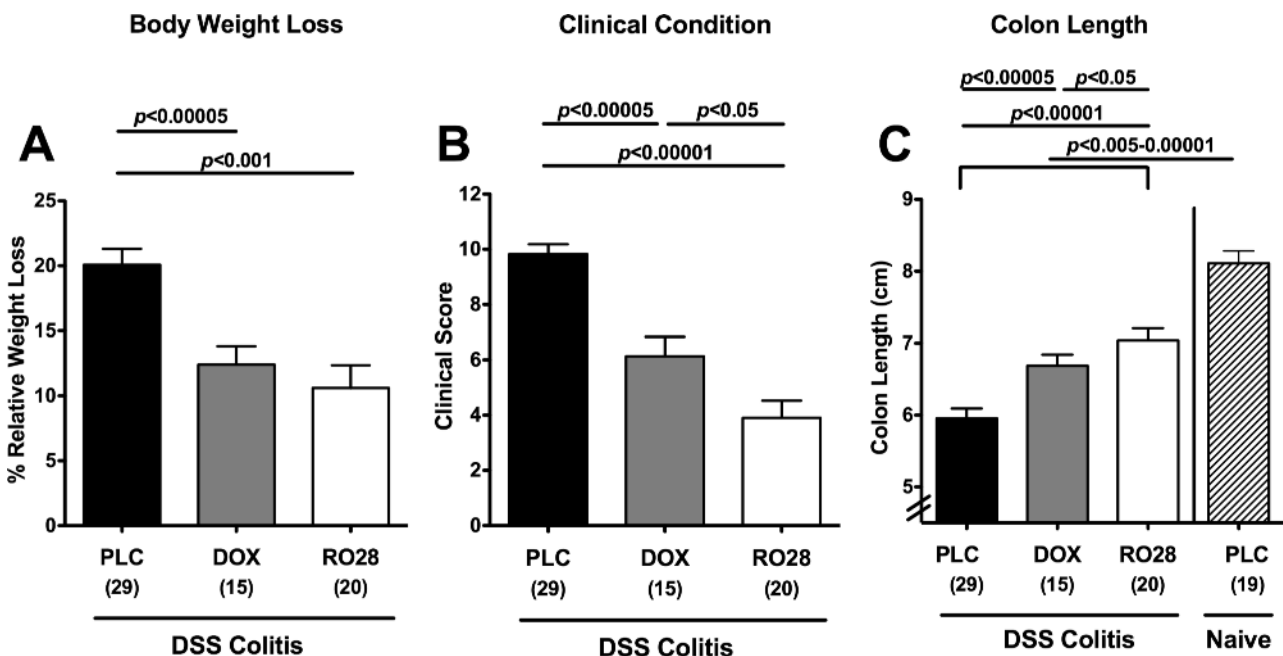 Body Weight Loss
p<0.00005
A
p<0.001
25
20
15
10
5
0
% Relative Weight Loss
PLC DOX RO28
(29) (15) (20)
DSS Colitis
Clinical Condition
p<0.00005 p<0.05
B
p<0.00001
12
10
8
6
4
2
0
Clinical Score
PLC DOX RO28
(29) (15) (20)
DSS Colitis
Colon Length
p<0.00005 p<0.05
p<0.00001
C
p<0.005-0.00001
9
8
7
6
5
Colon Length (cm)
PLC DOX RO28 PLC
(29) (15) (20) (19)
DSS Colitis Naive